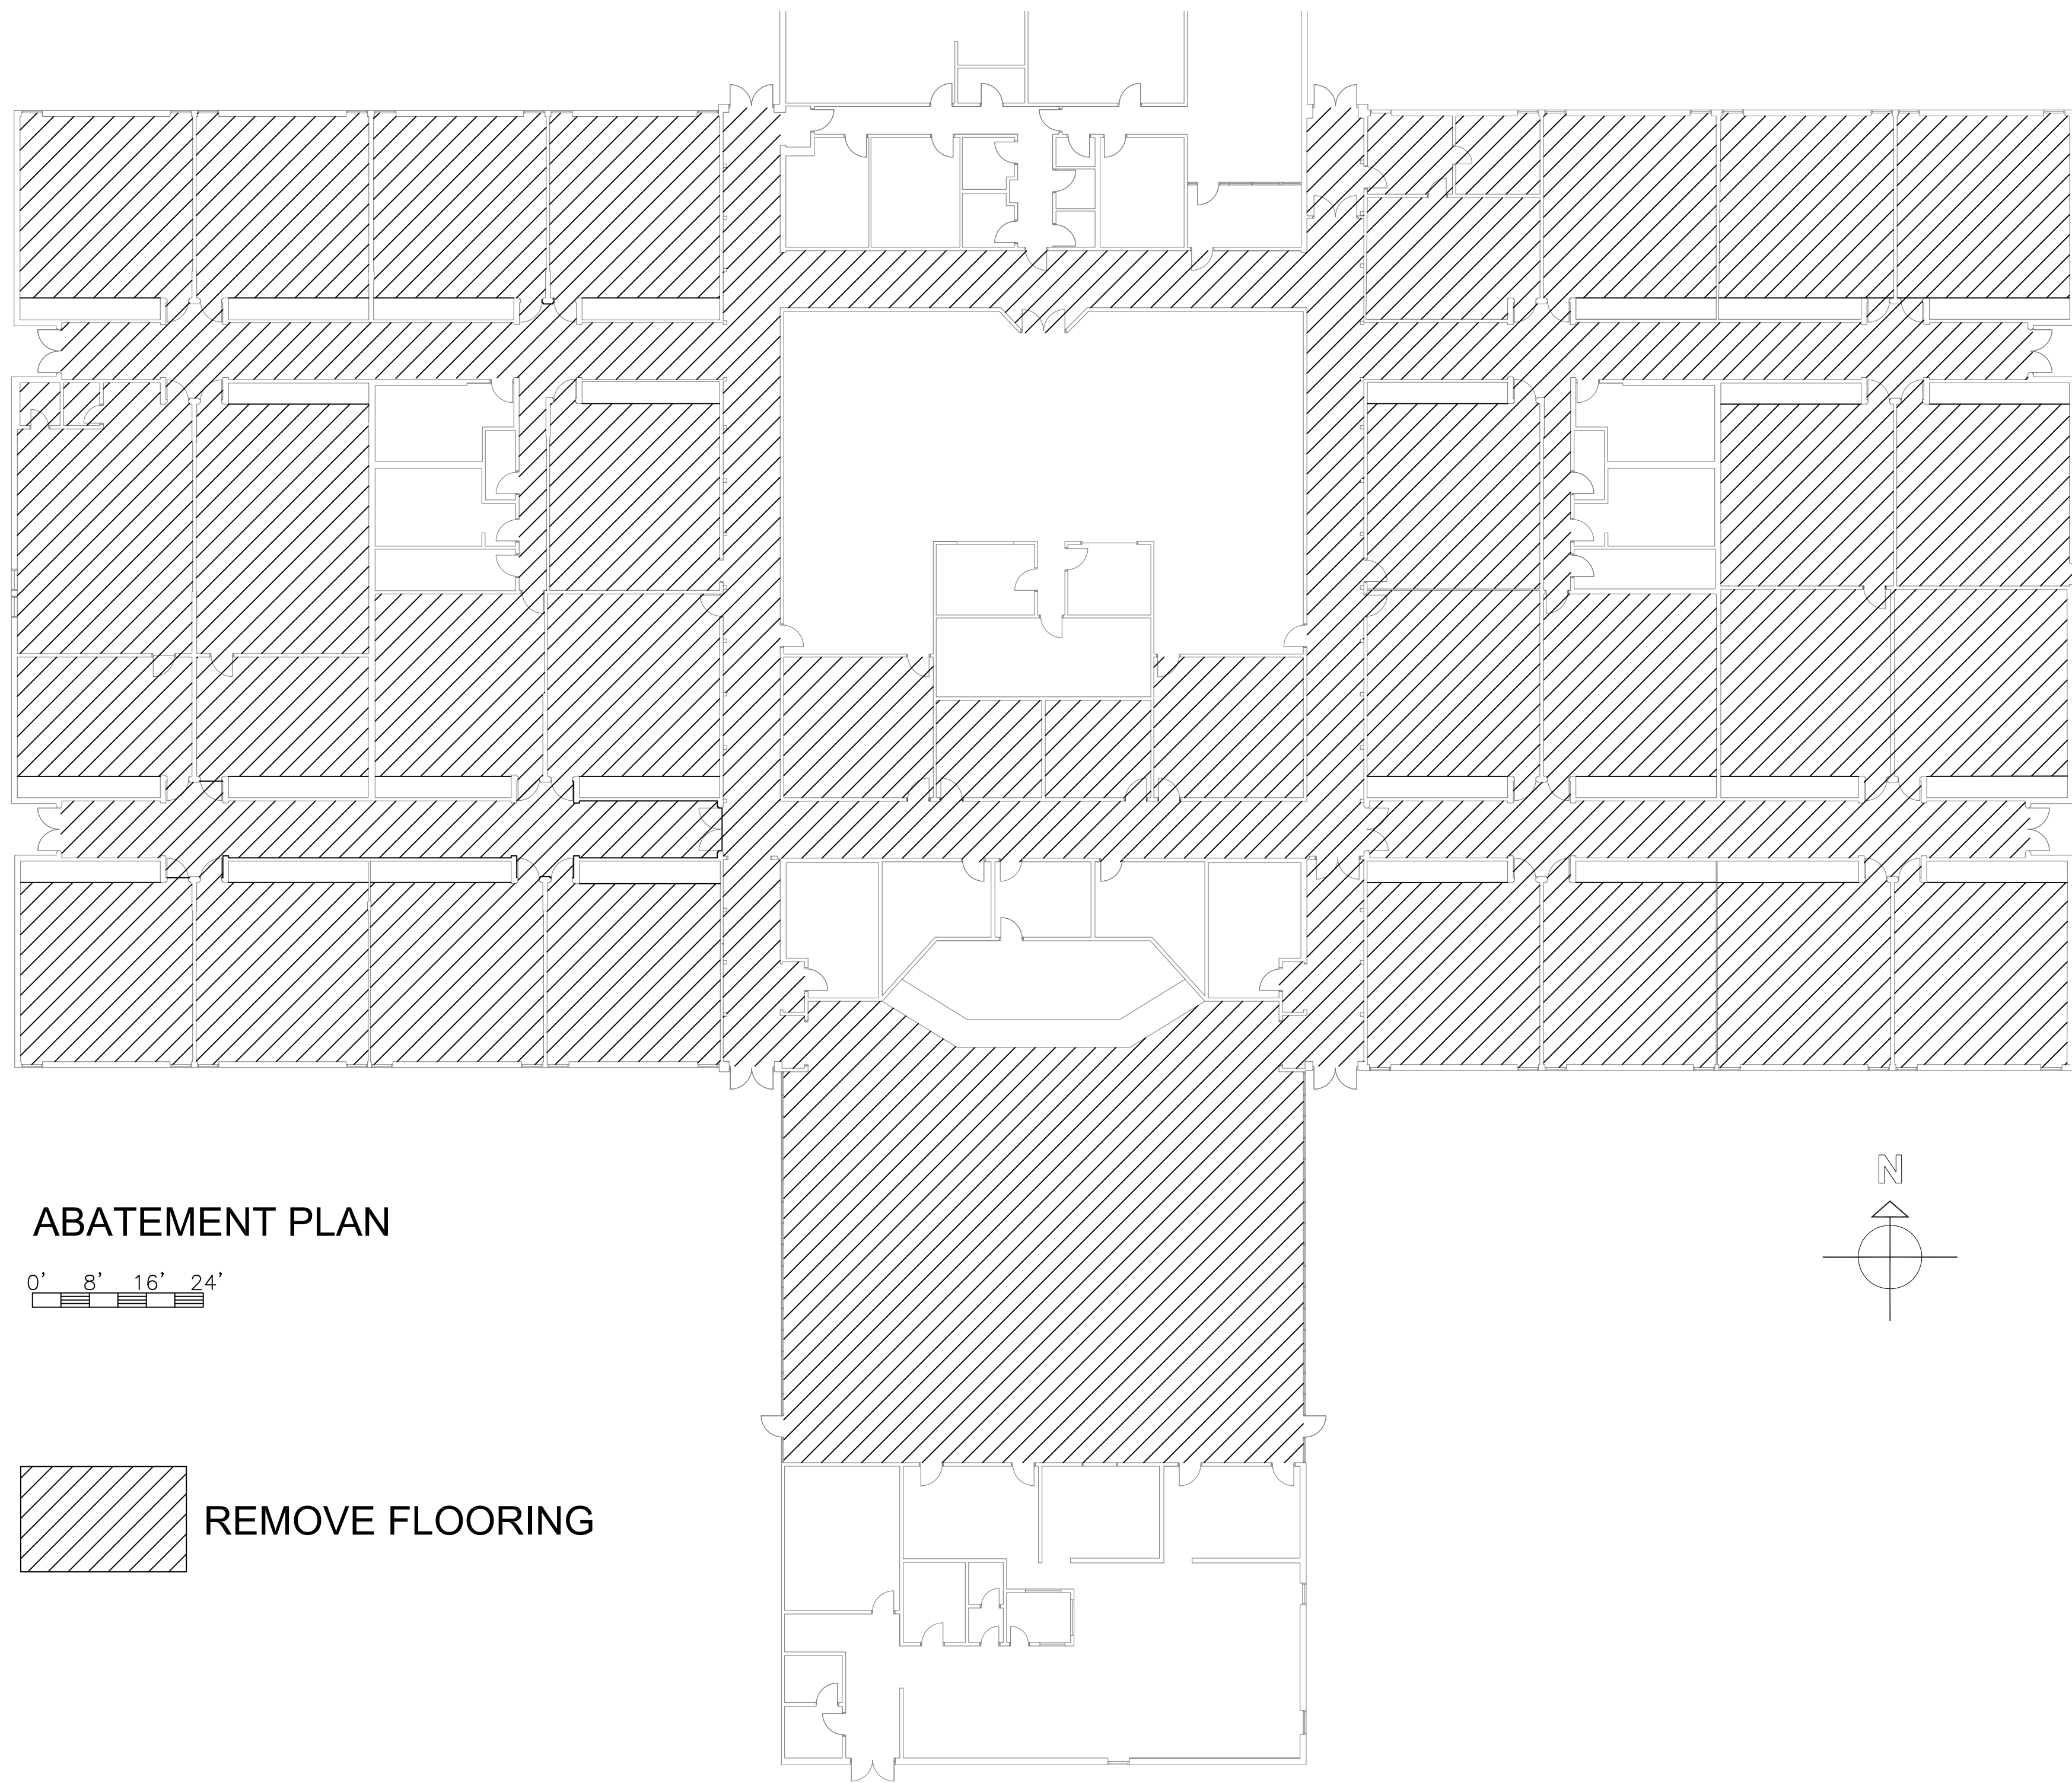 N
ABATEMENT PLAN
0' 8' 16' 24'
REMOVE FLOORING